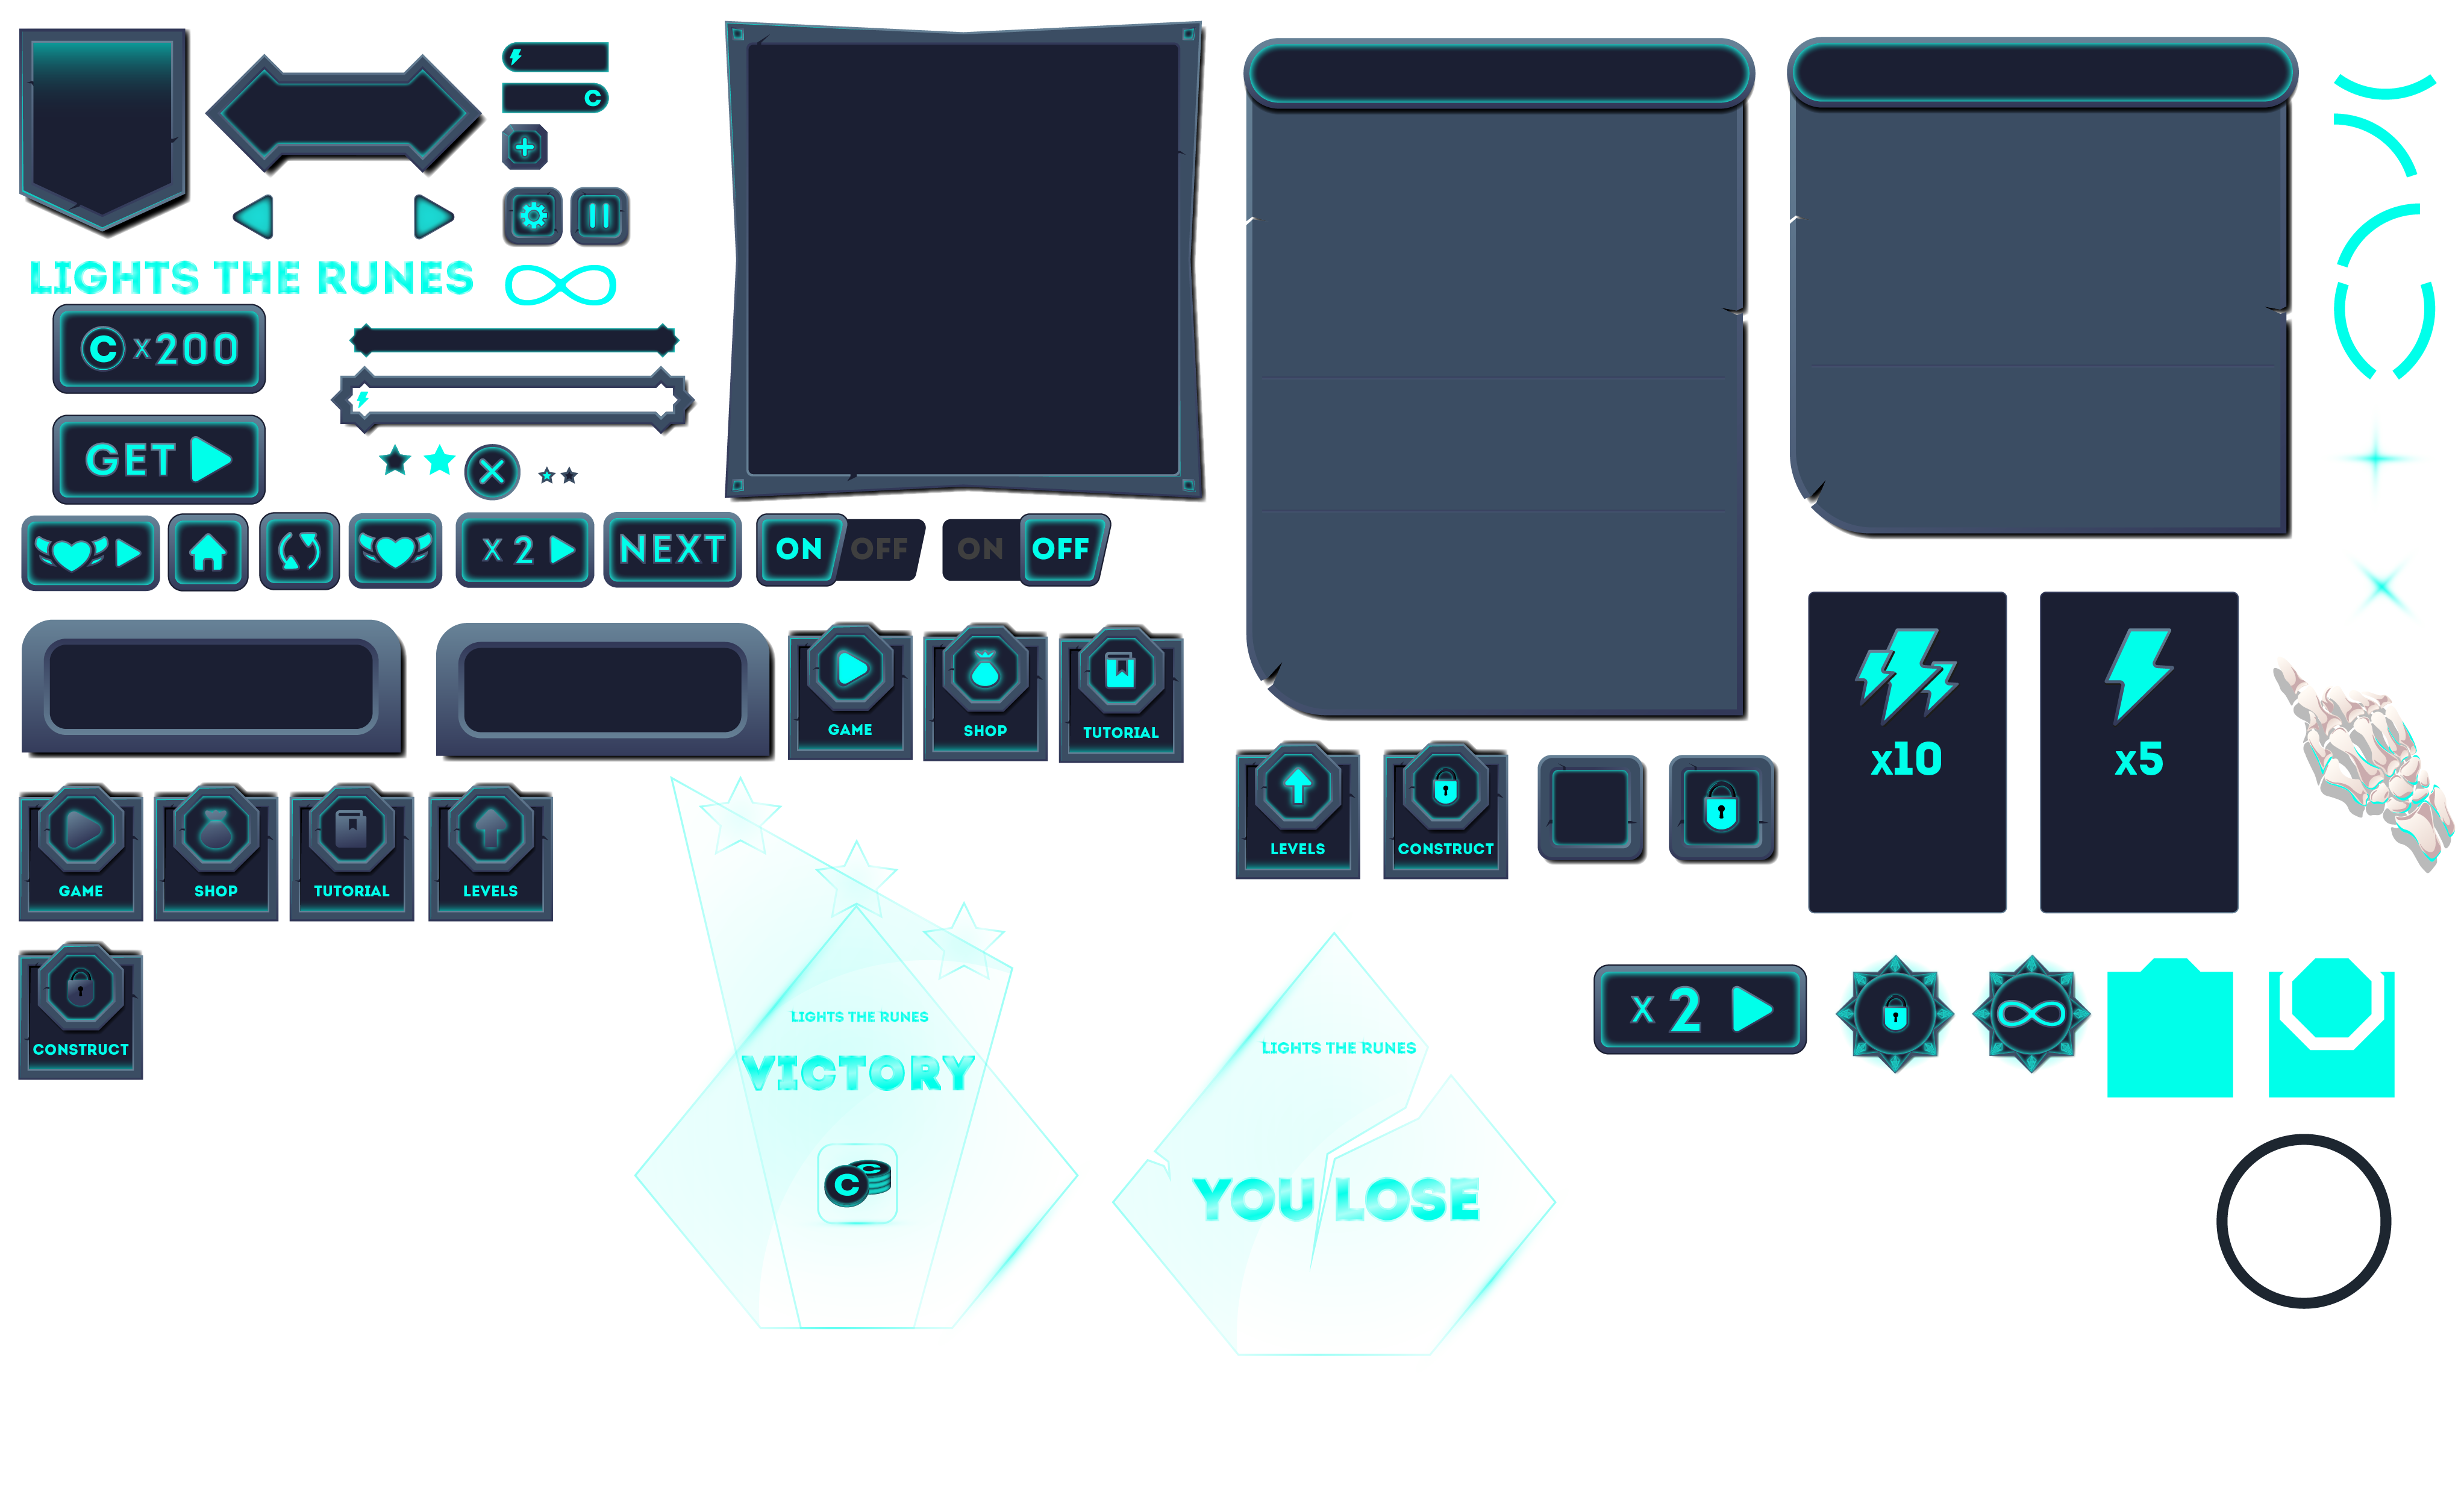 C
LIGHTS THE RUNES
C x200
GET
x 2
NEXT
ON OFF
ON OFF
GAME
SHOP
TUTORIAL
x10
x5
LEVELS
CONSTRUCT
GAME
SHOP
TUTORIAL
LEVELS
CONSTRUCT
LIGHTS THE RUNES
VICTORY
C
C
LIGHTS THE RUNES
YOU LOSE
x 2